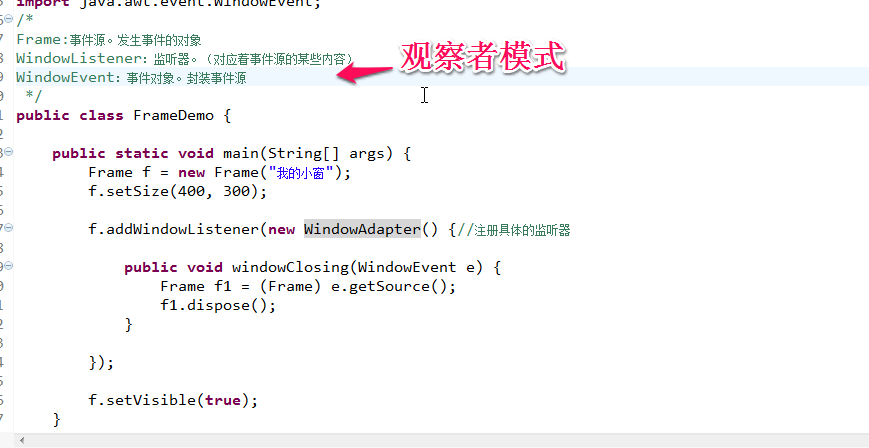 import java.awt.event.WindowEvent;
/*
Frame:事件源。发生事件的对象
WindowListener: 监听器。（对应着事件源的某些内容）
观察者模式
WindowEvent: 事件对象。封装事件源
*/
public class FrameDemo {
public static void main(String[] args) {
Frame f = new Frame("我的小窗");
f.setSize(400, 300);
f.addWindowListener(new WindowAdapter() {//注册具体的监听器
public void windowClosing(WindowEvent e) {
Frame f1 = (Frame) e.getSource();
f1.dispose();
}
});
f.setVisible(true);
}